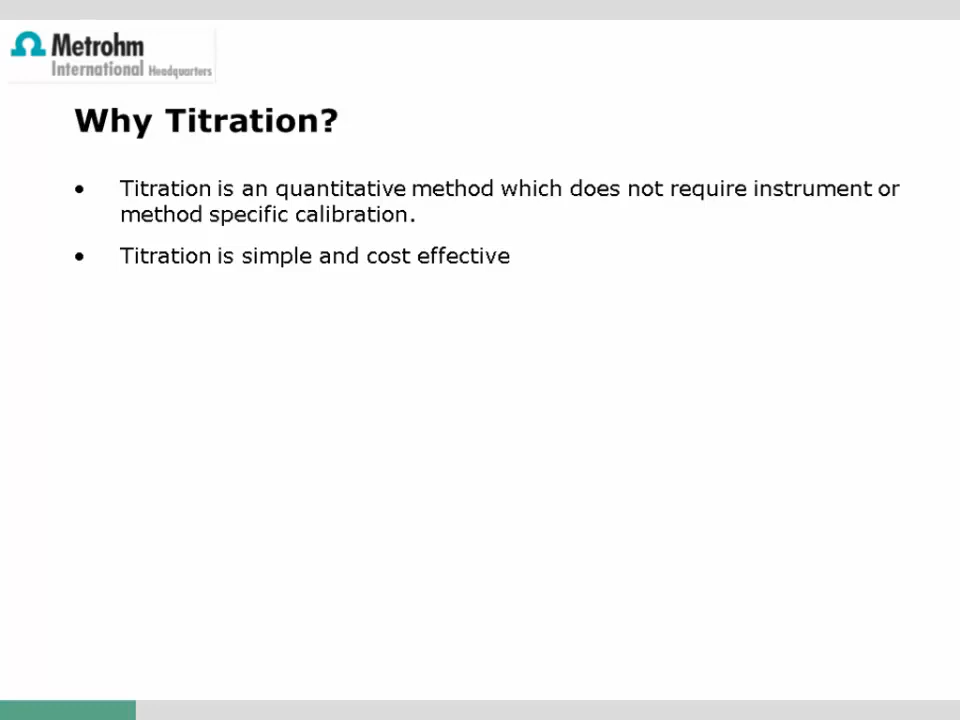 Metrohm
International Headquarters
Why Titration?
• Titration is an quantitative method which does not require instrument or
method specific calibration.
• Titration is simple and cost effective